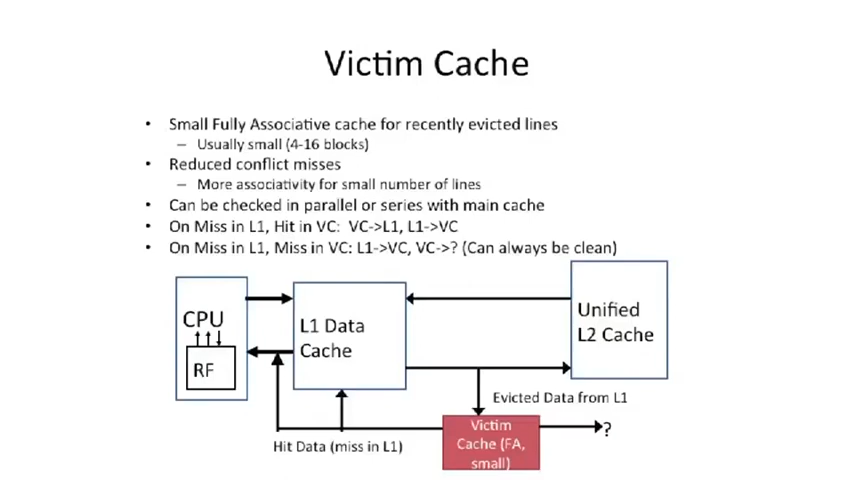 Victim Cache
• Small Fully Associative cache for recently evicted lines
– Usually small (4-16 blocks)
• Reduced conflict misses
– More associativity for small number of lines
• Can be checked in parallel or series with main cache
• On Miss in L1, Hit in VC: VC->L1, L1->VC
• On Miss in L1, Miss in VC: L1->VC, VC->? (Can always be clean)
CPU
RF
L1 Data
Cache
Unified
L2 Cache
Evicted Data from L1
Hit Data (miss in L1)
Victim
Cache (FA,
small)
?